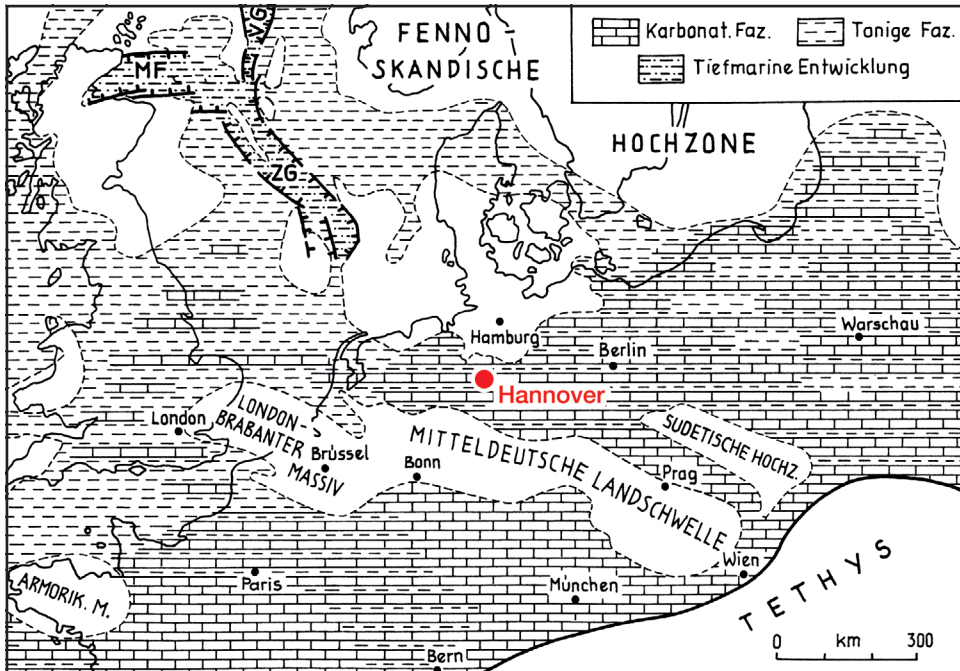 Karbonat. Faz.
Tonige Faz.
Tiefmarine Entwicklung
FENNO
SKANDISCHE
HOCHZONE
MF
VG
ZG
Hamburg
Berlin
Warschau
Hannover
London
LONDON-
BRABANTER
MASSIV
Brüssel
Bonn
MITTELDEUTSCHE LANDSCHWELLE
SUDETISCHE HOCHZ.
Prag
Wien
München
Paris
ARMORIK. M.
Bern
TETHYS
0 km 300